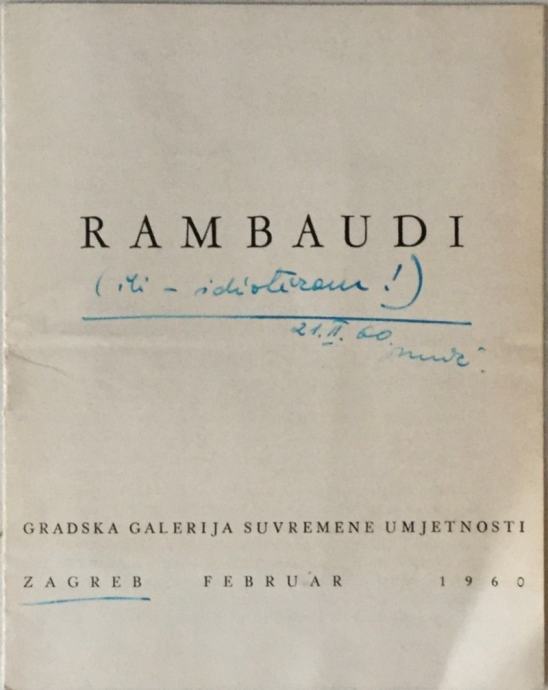 RAMBAUDI
(ili - idiotizam!)
21.II.60.
GRADSKA GALERIJA SUVREMENE UMJETNOSTI
ZAGREB FEBRUAR 1960